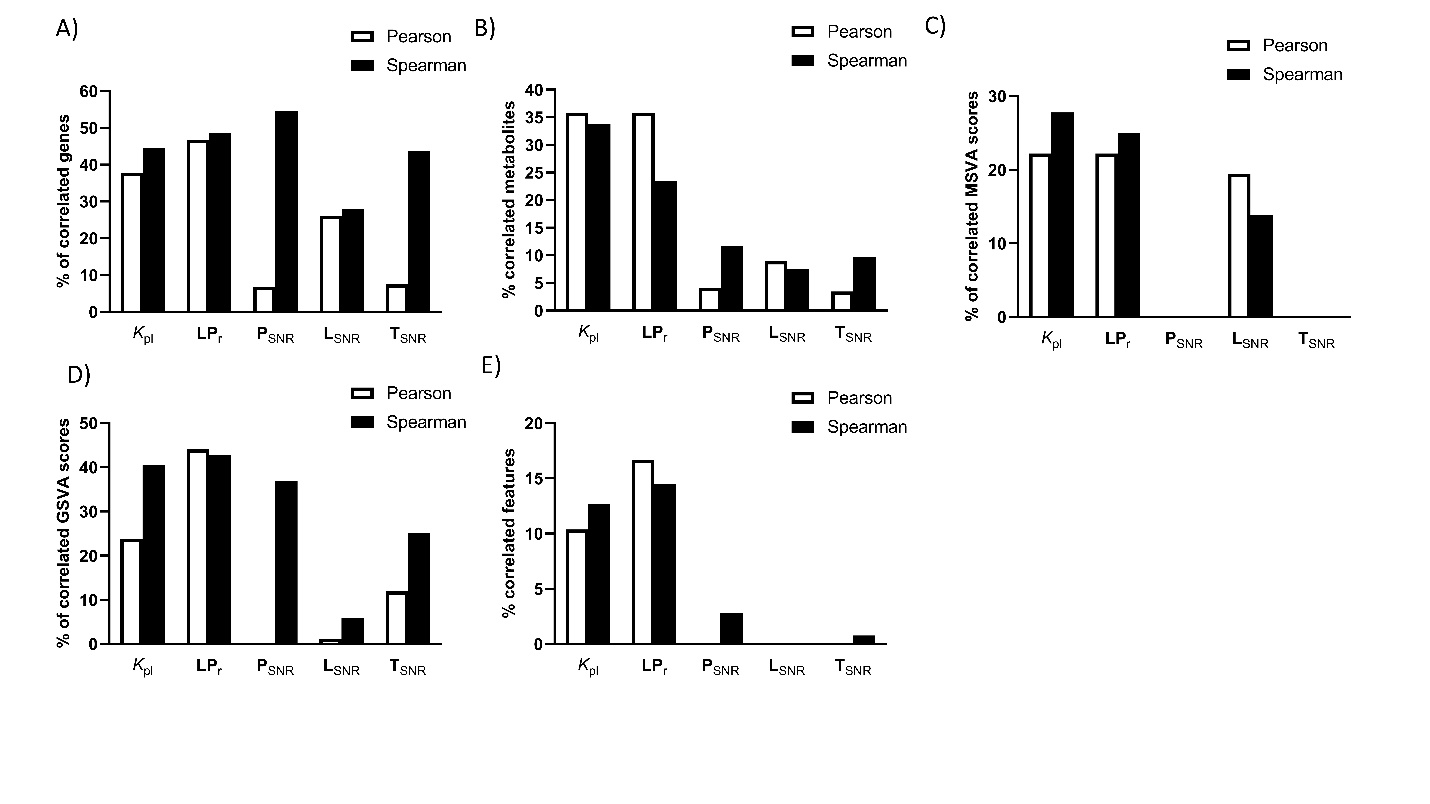 A)
Pearson
Spearman
% of correlated genes
60
50
40
30
20
10
0
Kpl
LPr
PSNR
LSNR
TSNR
B)
Pearson
Spearman
% correlated metabolites
40
35
30
25
20
15
10
5
0
Kpl
LPr
PSNR
LSNR
TSNR
C)
Pearson
Spearman
% of correlated MSVA scores
30
20
10
0
Kpl
LPr
PSNR
LSNR
TSNR
D)
Pearson
Spearman
% of correlated GSVA scores
50
40
30
20
10
0
Kpl
LPr
PSNR
LSNR
TSNR
E)
Pearson
Spearman
% correlated features
20
15
10
5
0
Kpl
LPr
PSNR
LSNR
TSNR